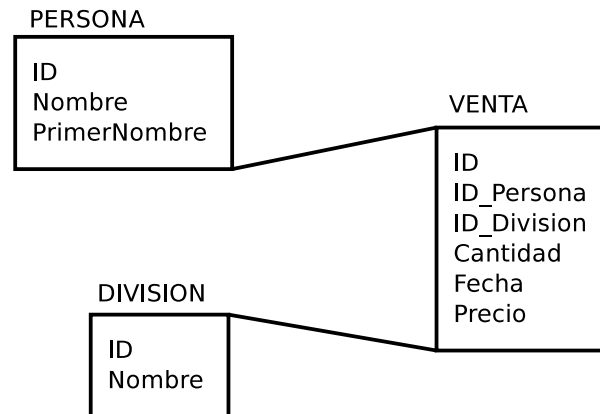 PERSONA
ID
Nombre
PrimerNombre
VENTA
ID
ID_Persona
ID_Division
Cantidad
Fecha
Precio
DIVISION
ID
Nombre